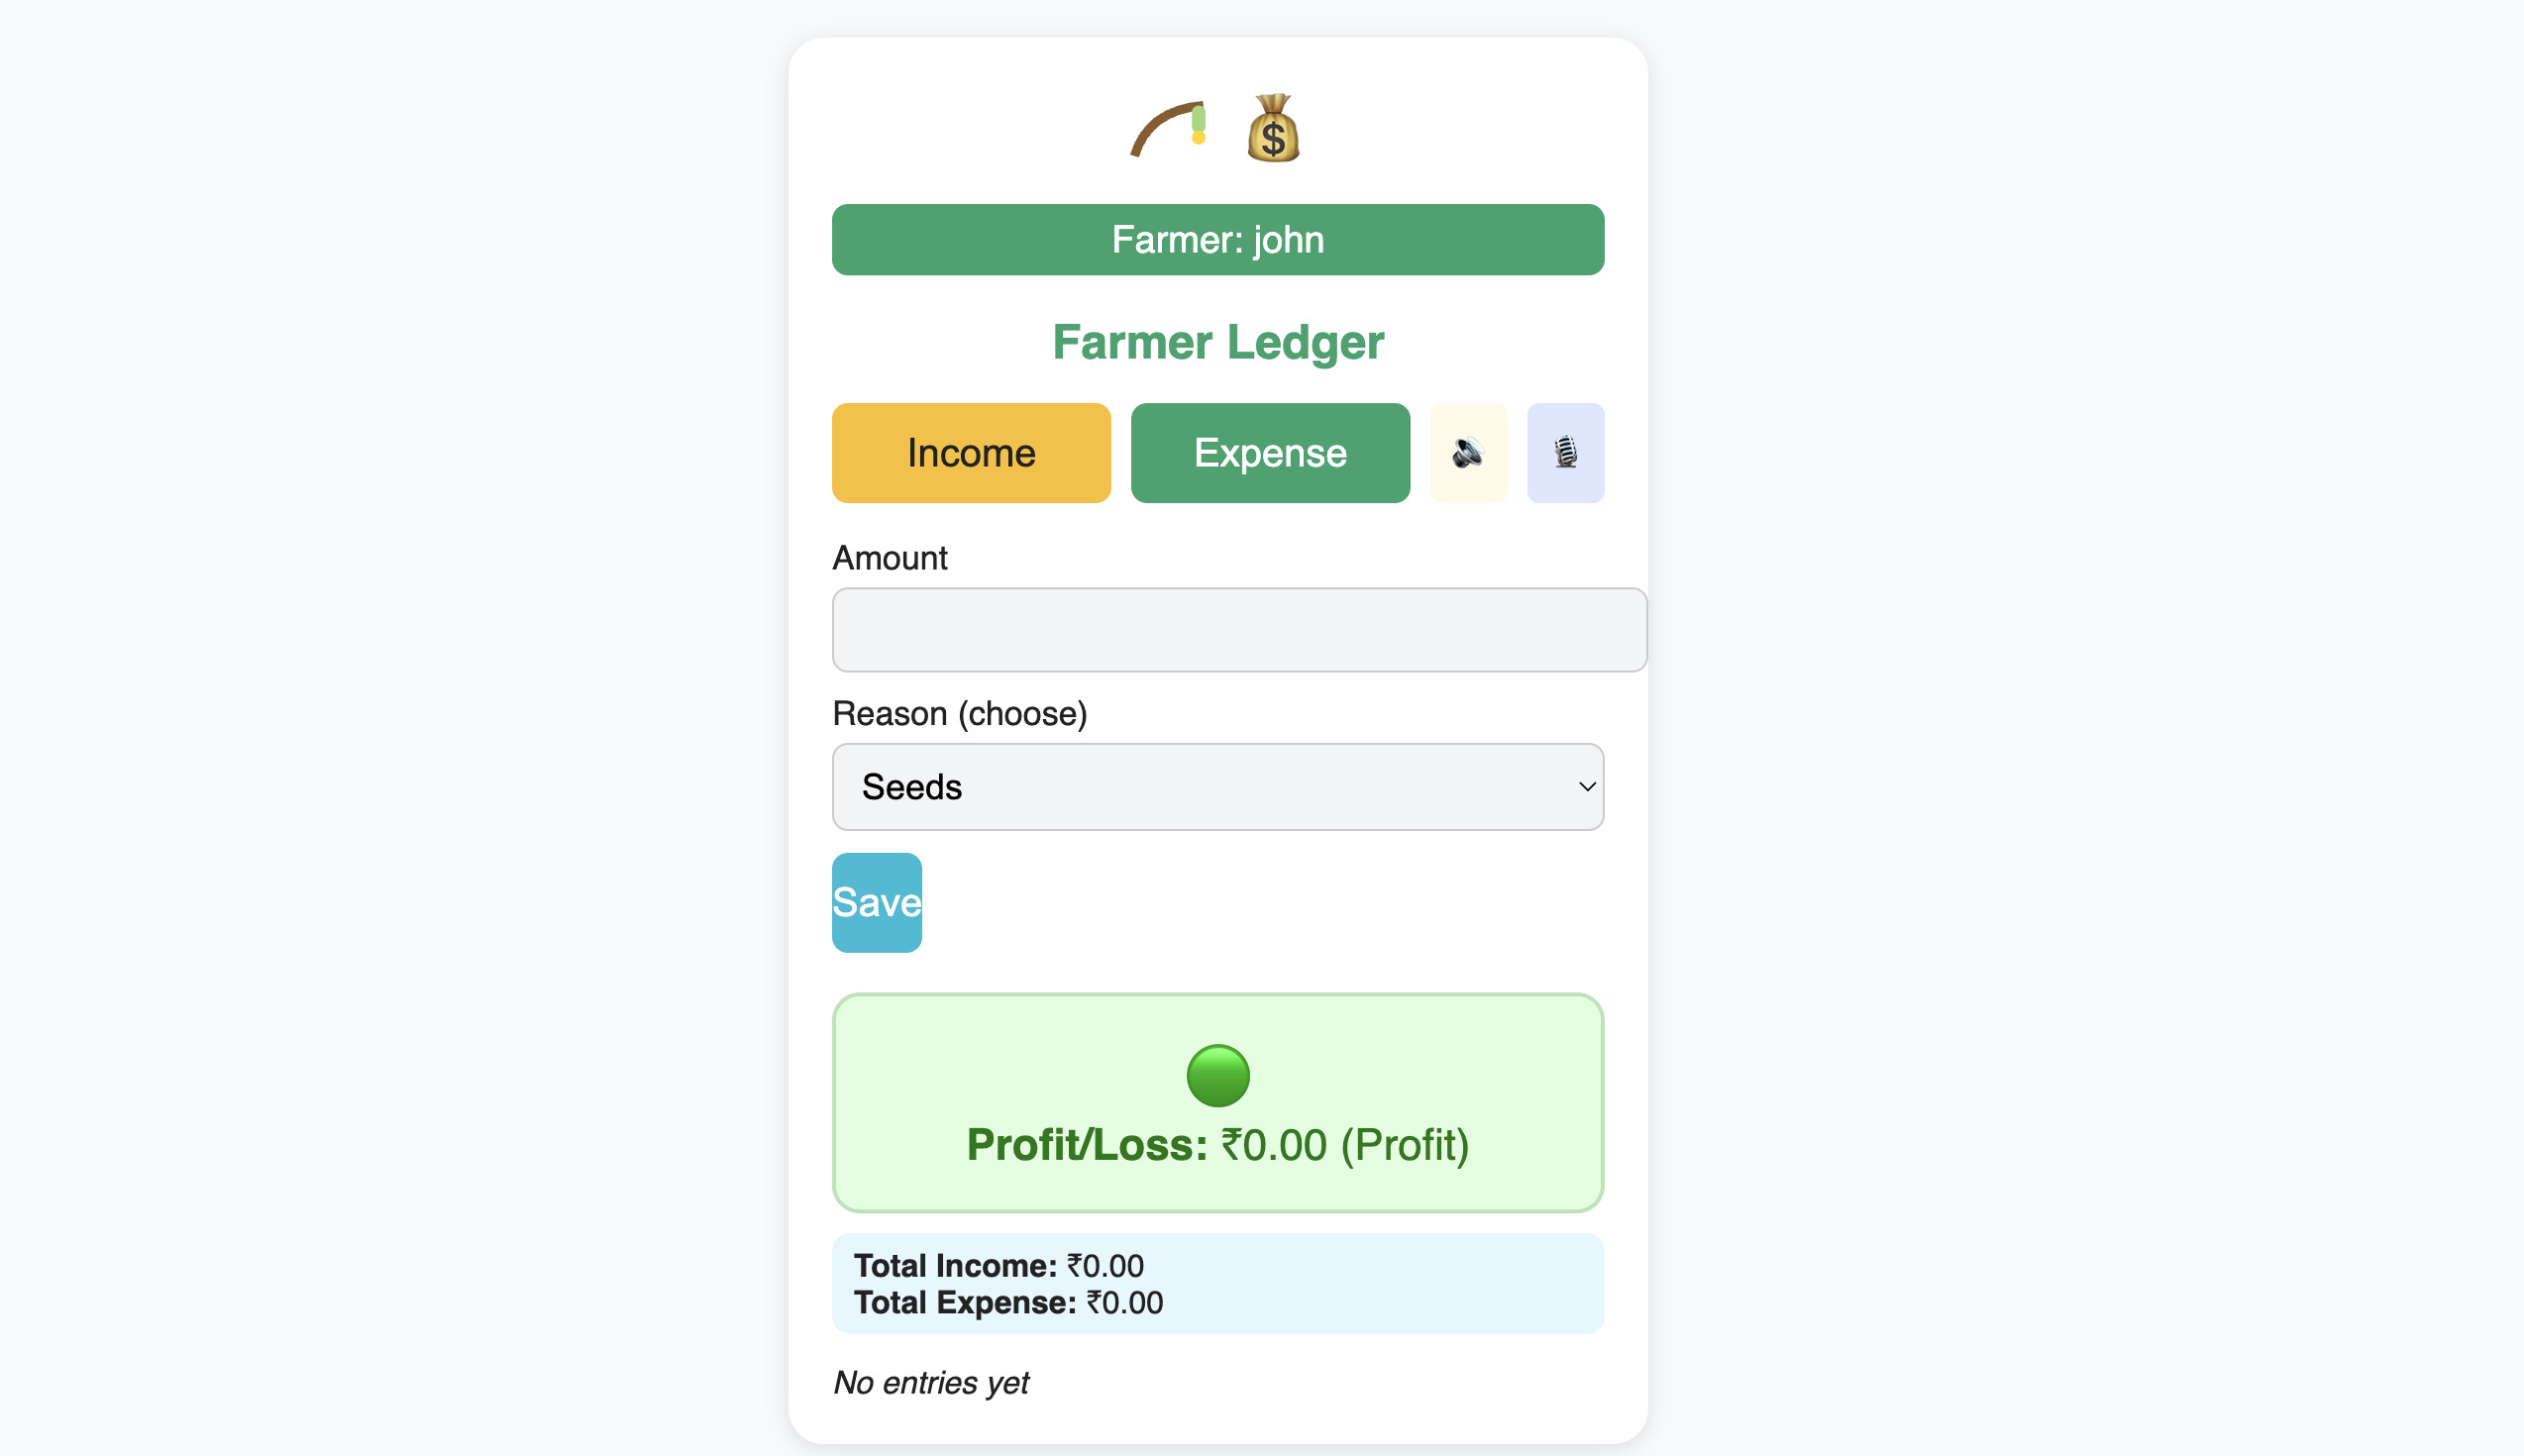 $
Farmer: john
Farmer Ledger
Income Expense
Amount
Reason (choose)
Seeds
Save
Profit/Loss: ₹0.00 (Profit)
Total Income: ₹0.00
Total Expense: ₹0.00
No entries yet